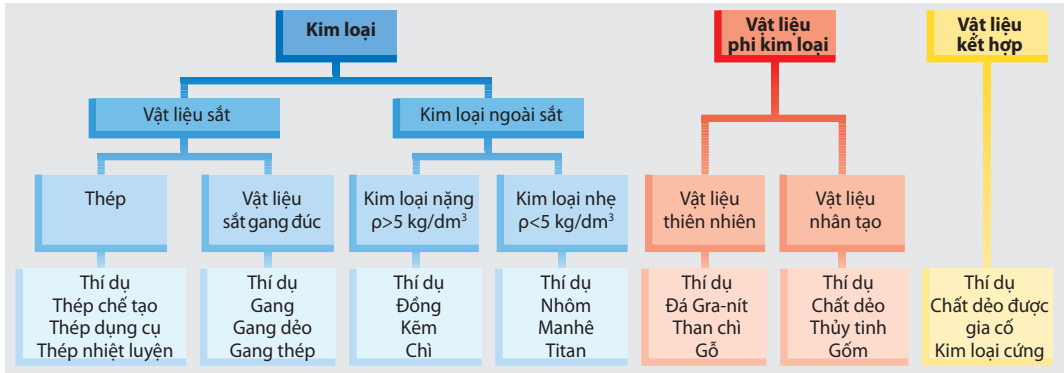 Kim loại
Vật liệu
phi kim loại
Vật liệu
kết hợp
Vật liệu sắt
Kim loại ngoài sắt
Thép
Vật liệu
sắt gang đúc
Kim loại nặng
ρ>5 kg/dm³
Kim loại nhẹ
ρ<5 kg/dm³
Vật liệu
thiên nhiên
Vật liệu
nhân tạo
Thí dụ
Thép chế tạo
Thép dụng cụ
Thép nhiệt luyện
Thí dụ
Gang
Gang dẻo
Gang thép
Thí dụ
Đồng
Kẽm
Chì
Thí dụ
Nhôm
Manhê
Titan
Thí dụ
Đá Gra-nít
Than chì
Gỗ
Thí dụ
Chất dẻo
Thủy tinh
Gốm
Thí dụ
Chất dẻo được
gia cố
Kim loại cứng